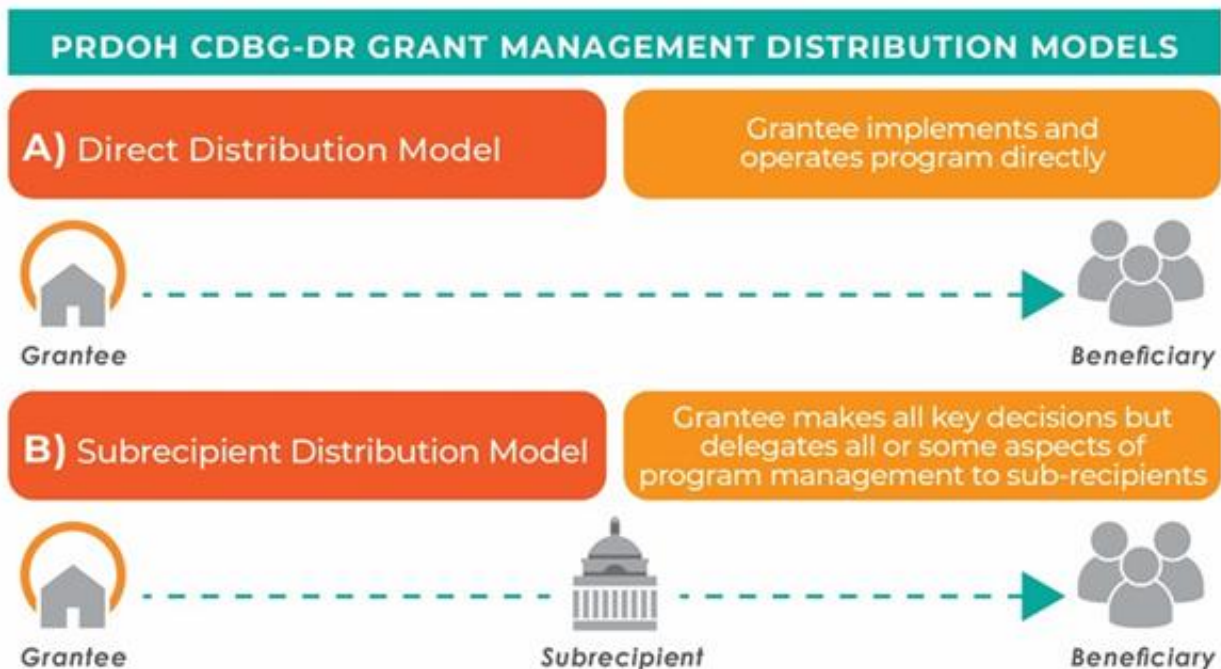 PRDOH CDBG-DR GRANT MANAGEMENT DISTRIBUTION MODELS
A) Direct Distribution Model
Grantee implements and
operates program directly
Grantee
Beneficiary
B) Subrecipient Distribution Model
Grantee makes all key decisions but
delegates all or some aspects of
program management to sub-recipients
Grantee
Subrecipient
Beneficiary